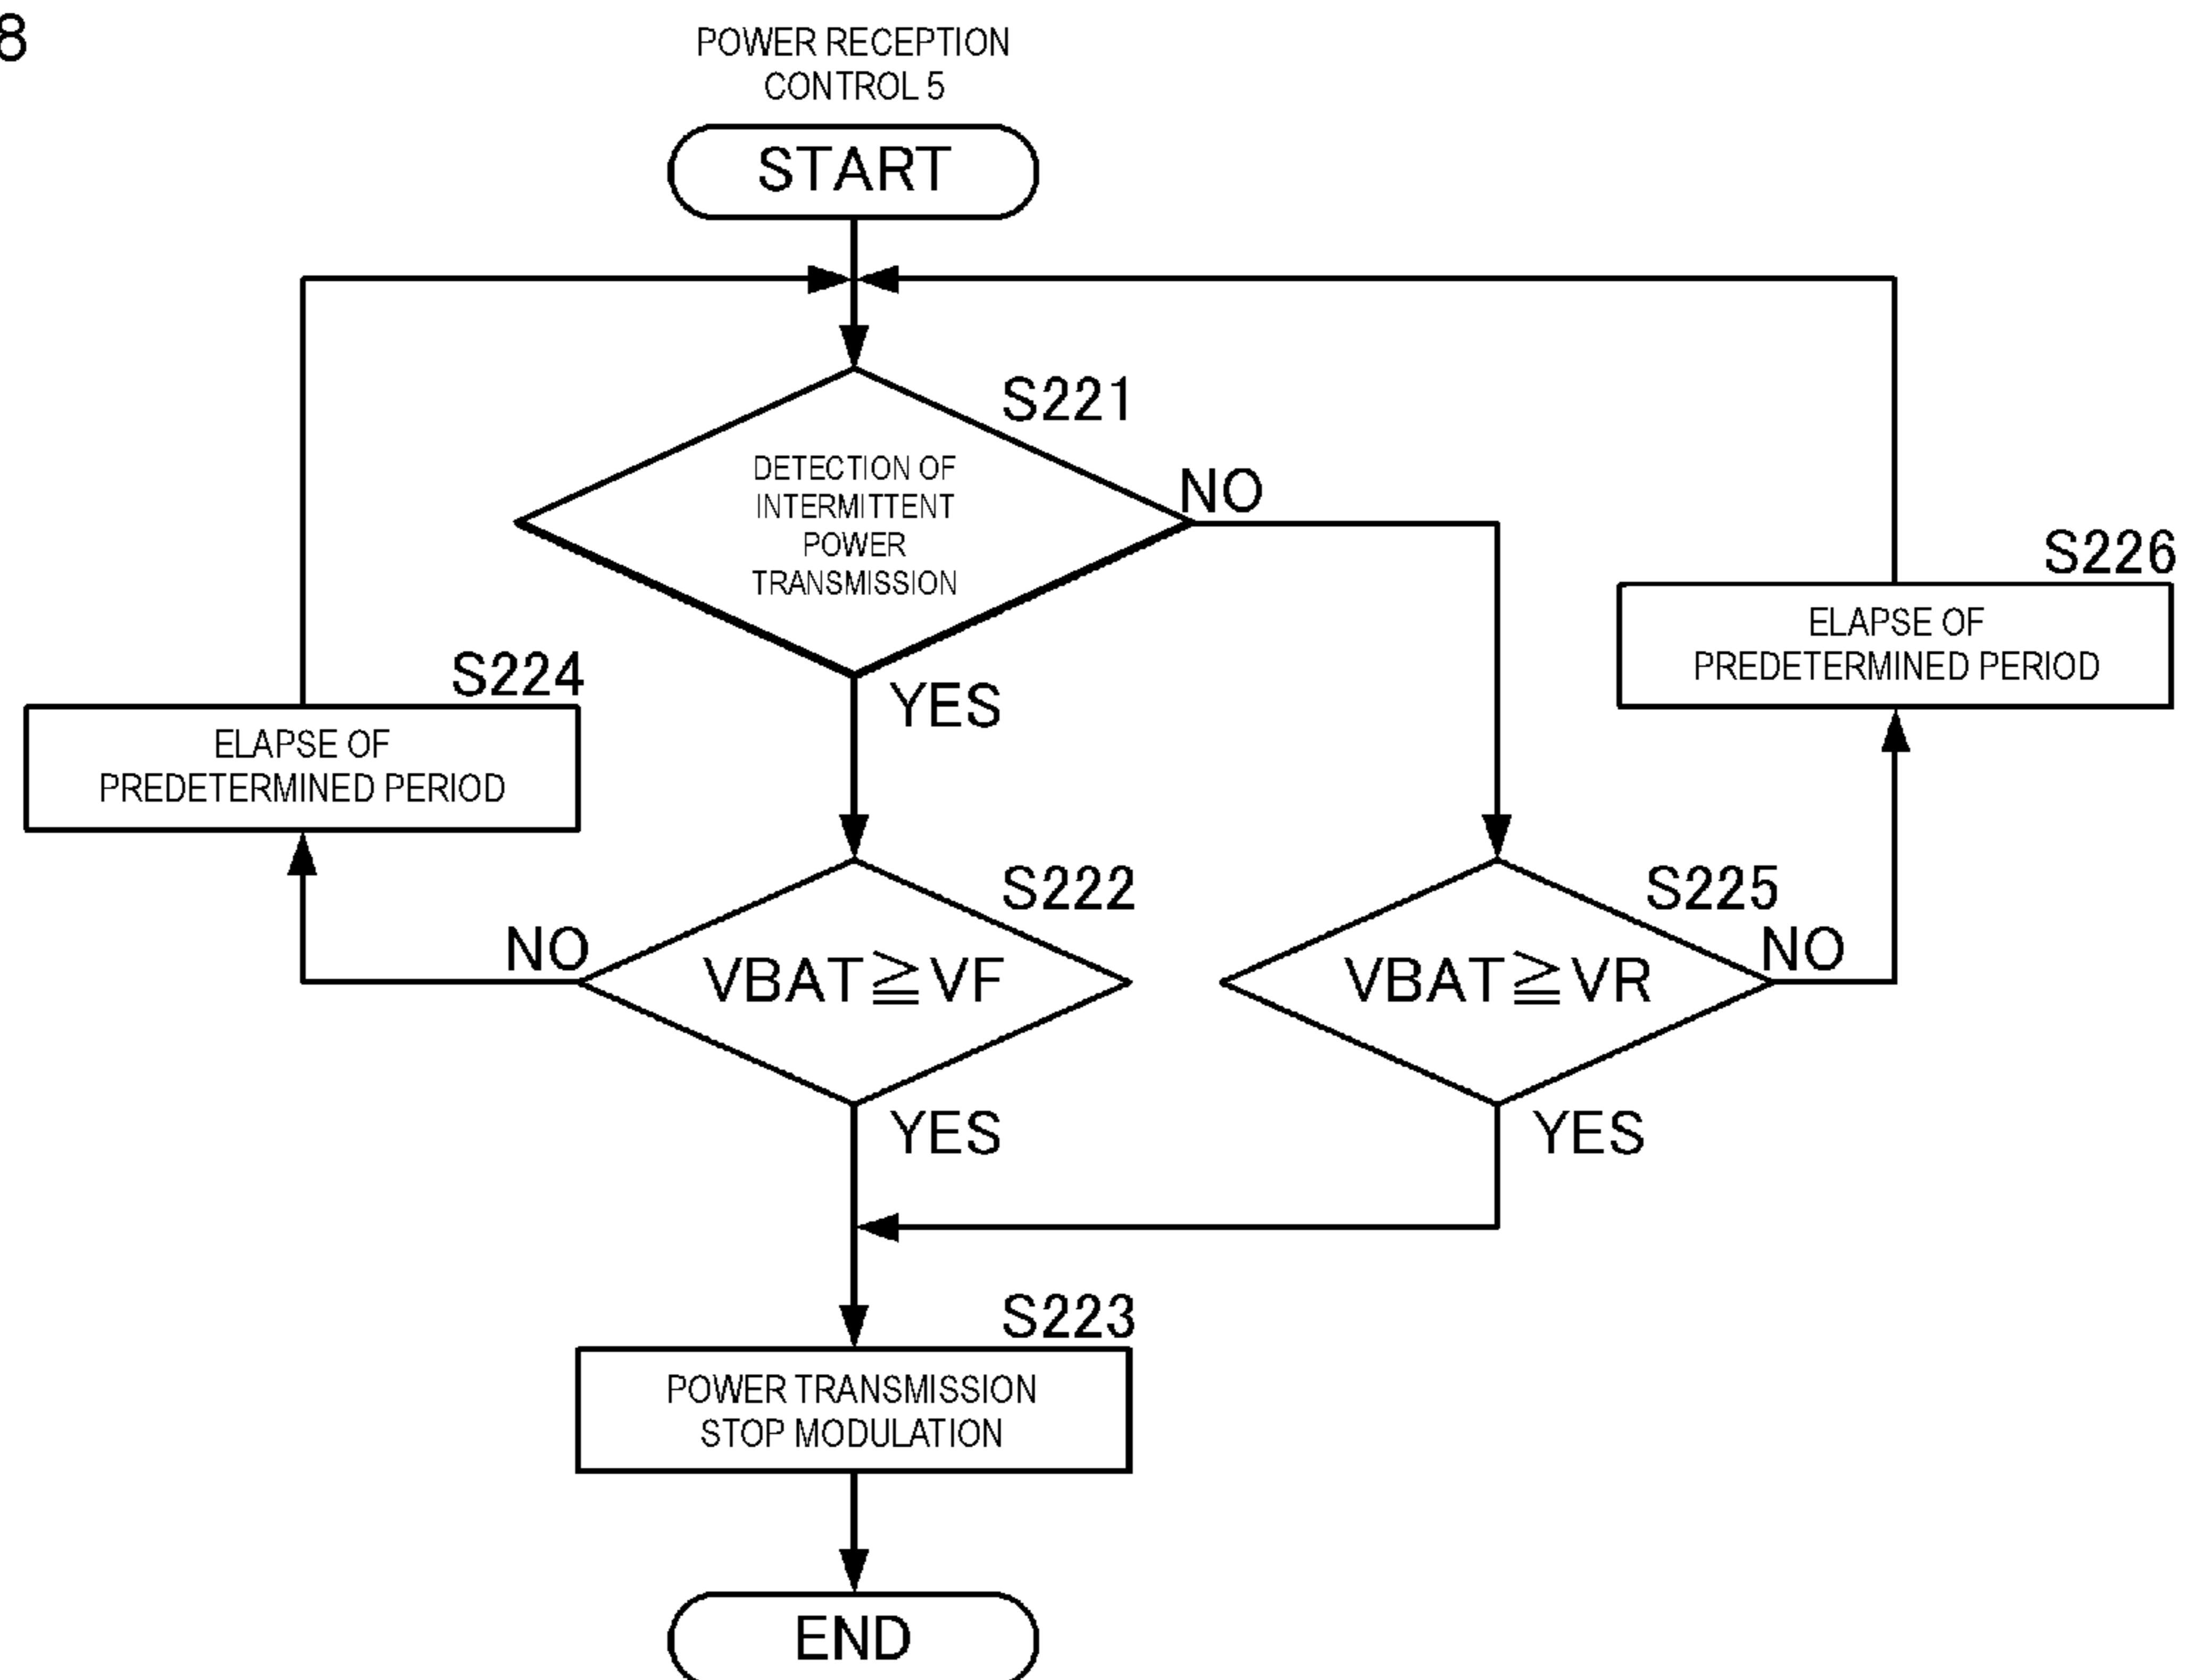 8
POWER RECEPTION
CONTROL 5
START
S221
DETECTION OF
INTERMITTENT
POWER
TRANSMISSION
NO
YES
S226
ELAPSE OF
PREDETERMINED PERIOD
S224
ELAPSE OF
PREDETERMINED PERIOD
S222
NO
VBAT≧VF
YES
S225
VBAT≧VR
NO
YES
S223
POWER TRANSMISSION
STOP MODULATION
END